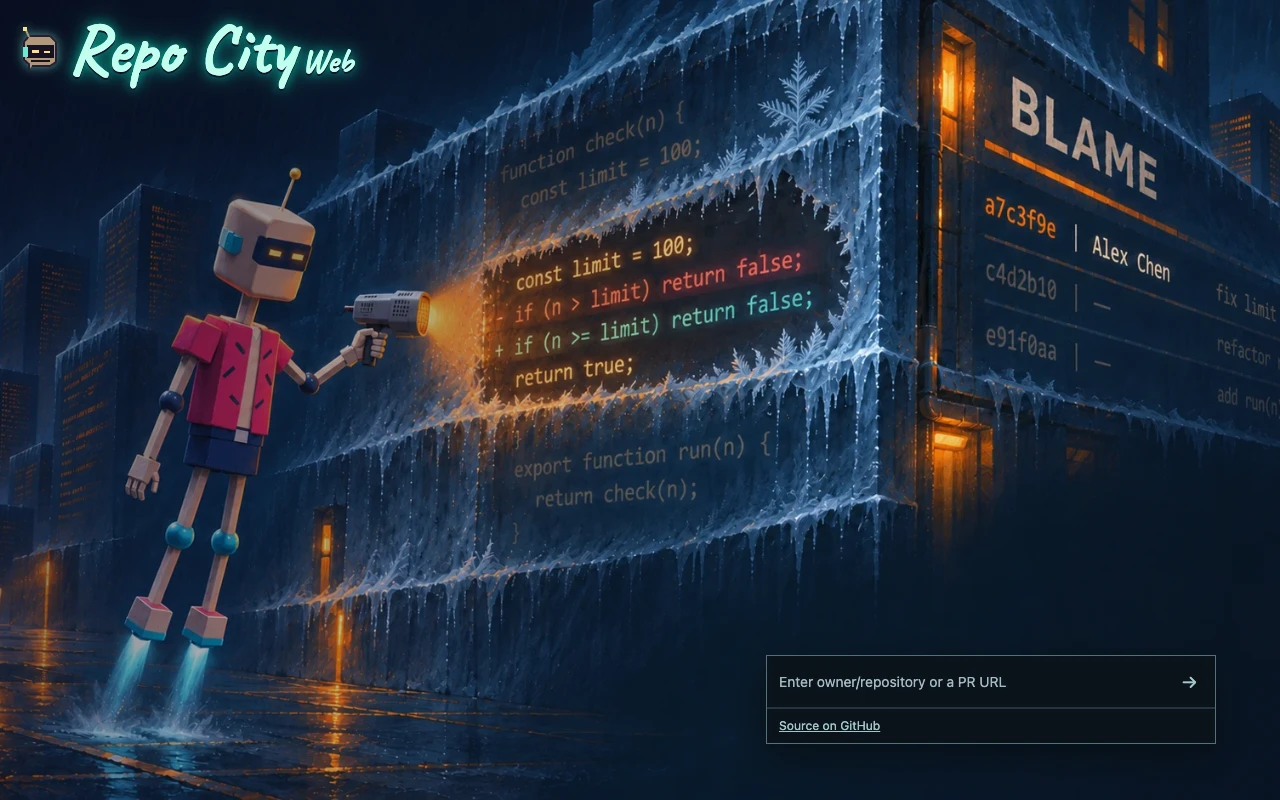 Repo City Web
function check(n) {
const limit = 100;
const limit = 100;
- if (n > limit) return false;
+ if (n >= limit) return false;
return true;
}
export function run(n) {
return check(n);
}
BLAME
a7c3f9e | Alex Chen
c4d2b10 | — fix limit
e91f0aa | — refactor
add run(n
Enter owner/repository or a PR URL
Source on GitHub